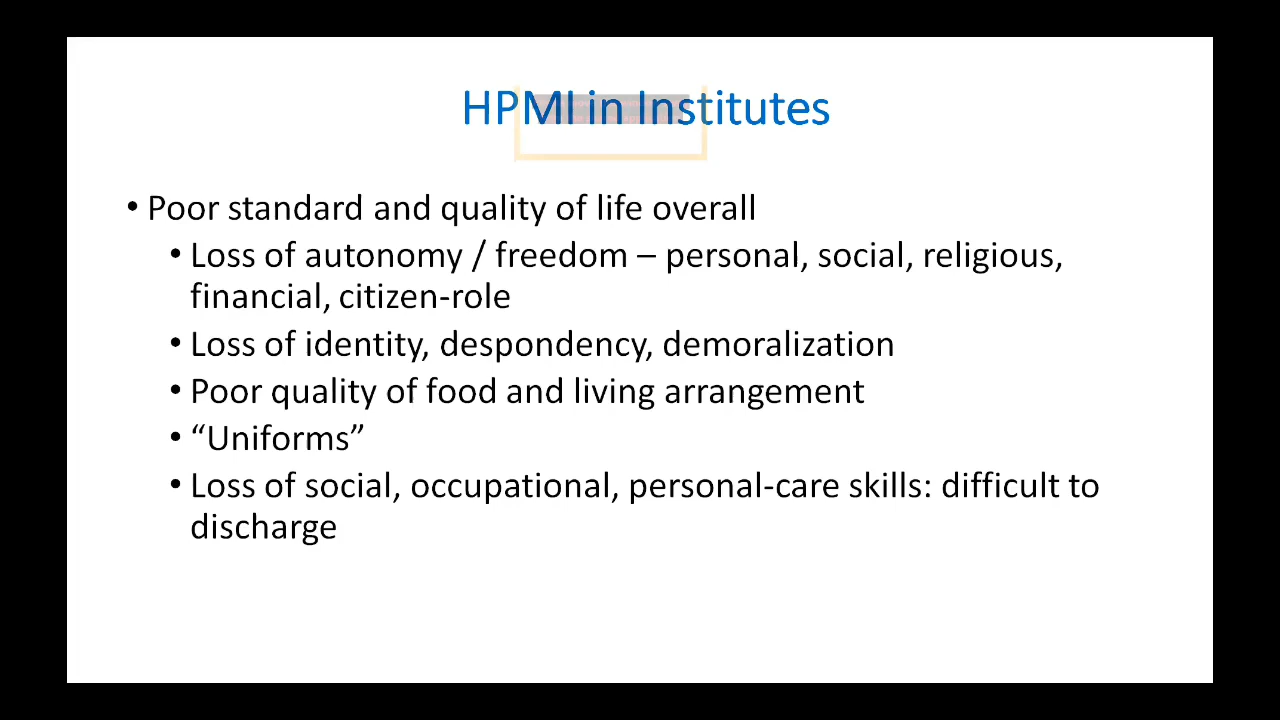 HPMI in Institutes
• Poor standard and quality of life overall
• Loss of autonomy / freedom – personal, social, religious,
financial, citizen-role
• Loss of identity, despondency, demoralization
• Poor quality of food and living arrangement
• “Uniforms”
• Loss of social, occupational, personal-care skills: difficult to
discharge